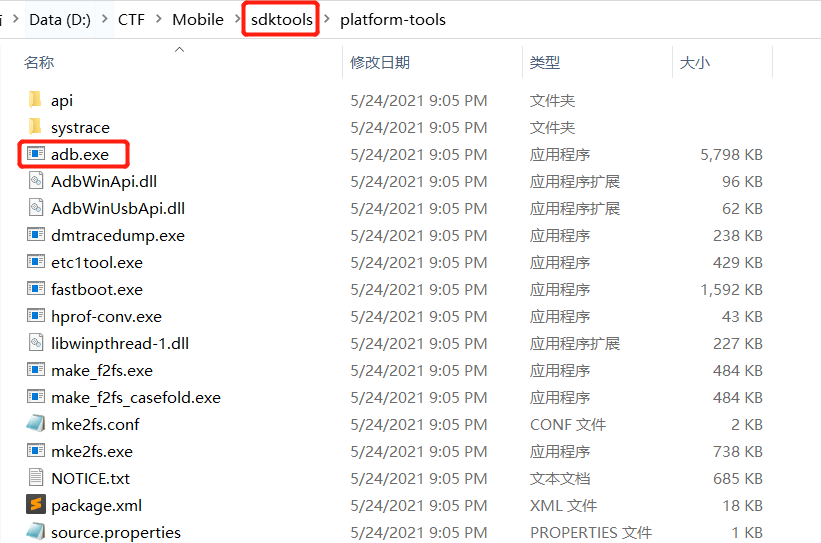 Data (D:) > CTF > Mobile > sdktools > platform-tools
名称 修改日期 类型 大小
api 5/24/2021 9:05 PM 文件夹
systrace 5/24/2021 9:05 PM 文件夹
adb.exe 5/24/2021 9:05 PM 应用程序 5,798 KB
AdbWinApi.dll 5/24/2021 9:05 PM 应用程序扩展 96 KB
AdbWinUsbApi.dll 5/24/2021 9:05 PM 应用程序扩展 62 KB
dmtracedump.exe 5/24/2021 9:05 PM 应用程序 238 KB
etc1tool.exe 5/24/2021 9:05 PM 应用程序 429 KB
fastboot.exe 5/24/2021 9:05 PM 应用程序 1,592 KB
hprof-conv.exe 5/24/2021 9:05 PM 应用程序 43 KB
libwinpthread-1.dll 5/24/2021 9:05 PM 应用程序扩展 227 KB
make_f2fs.exe 5/24/2021 9:05 PM 应用程序 484 KB
make_f2fs_casefold.exe 5/24/2021 9:05 PM 应用程序 484 KB
mke2fs.conf 5/24/2021 9:05 PM CONF 文件 2 KB
mke2fs.exe 5/24/2021 9:05 PM 应用程序 738 KB
NOTICE.txt 5/24/2021 9:05 PM 文本文档 685 KB
package.xml 5/24/2021 9:05 PM XML 文件 18 KB
source.properties 5/24/2021 9:05 PM PROPERTIES 文件 1 KB